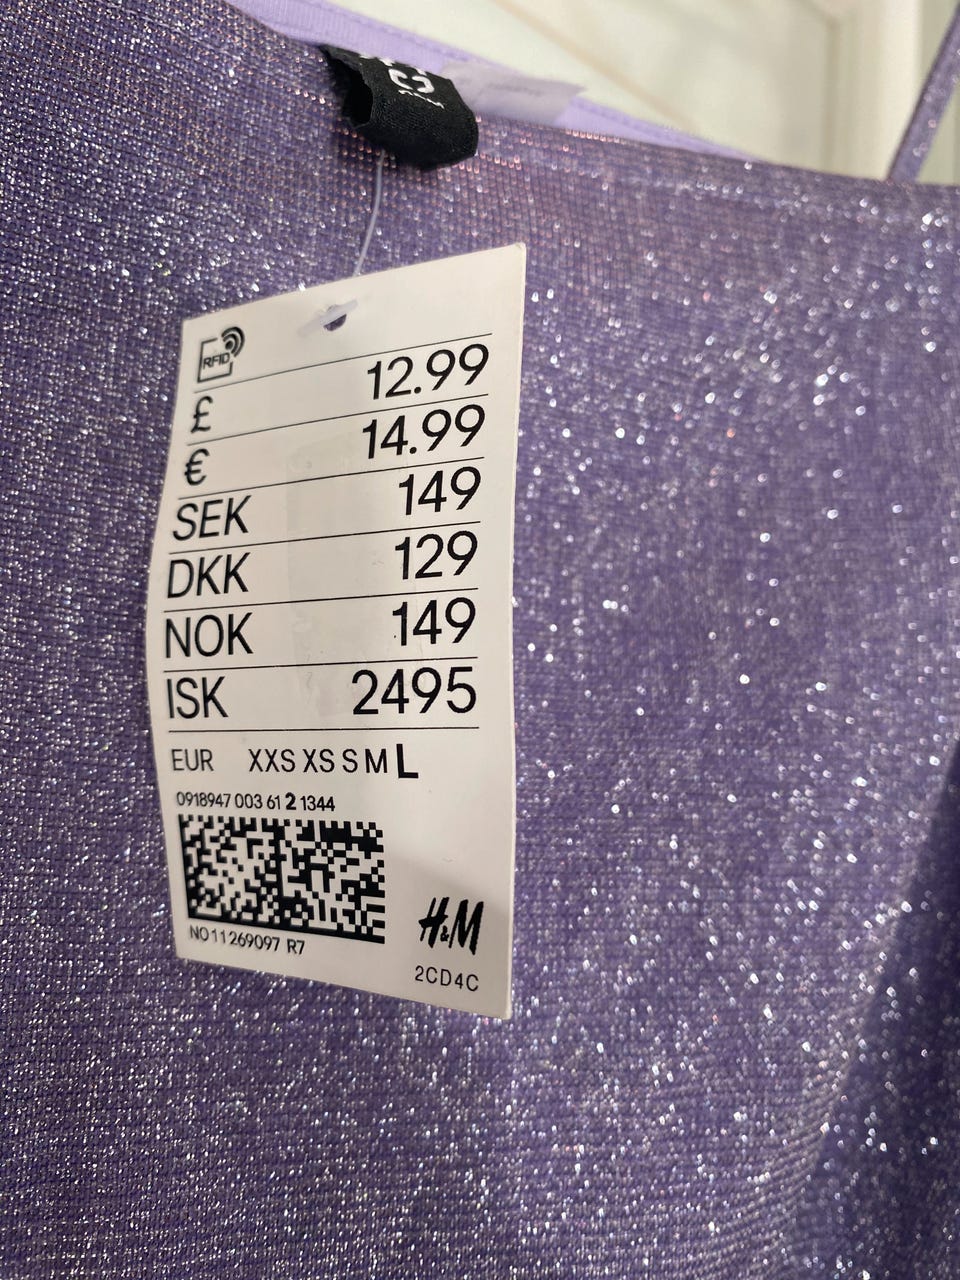 RFID
£ 12.99
€ 14.99
SEK 149
DKK 129
NOK 149
ISK 2495
EUR XXS XS S M L
0918947 003 61 2 1344
NO11269097 R7
H&M
2CD4C